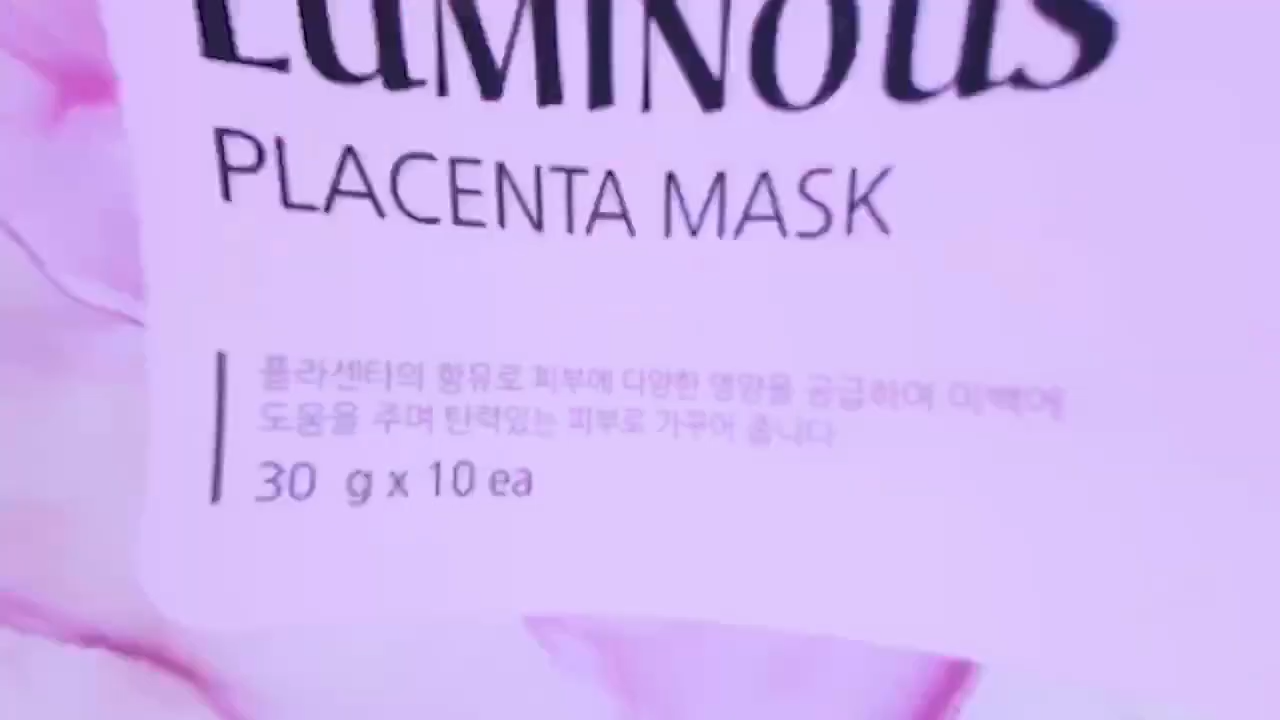 LUMINOUS
PLACENTA MASK
플라센타의 함유로 피부에 다양한 영양을 공급하여 미백에
도움을 주며 탄력있는 피부로 가꾸어 줍니다
30 g x 10 ea